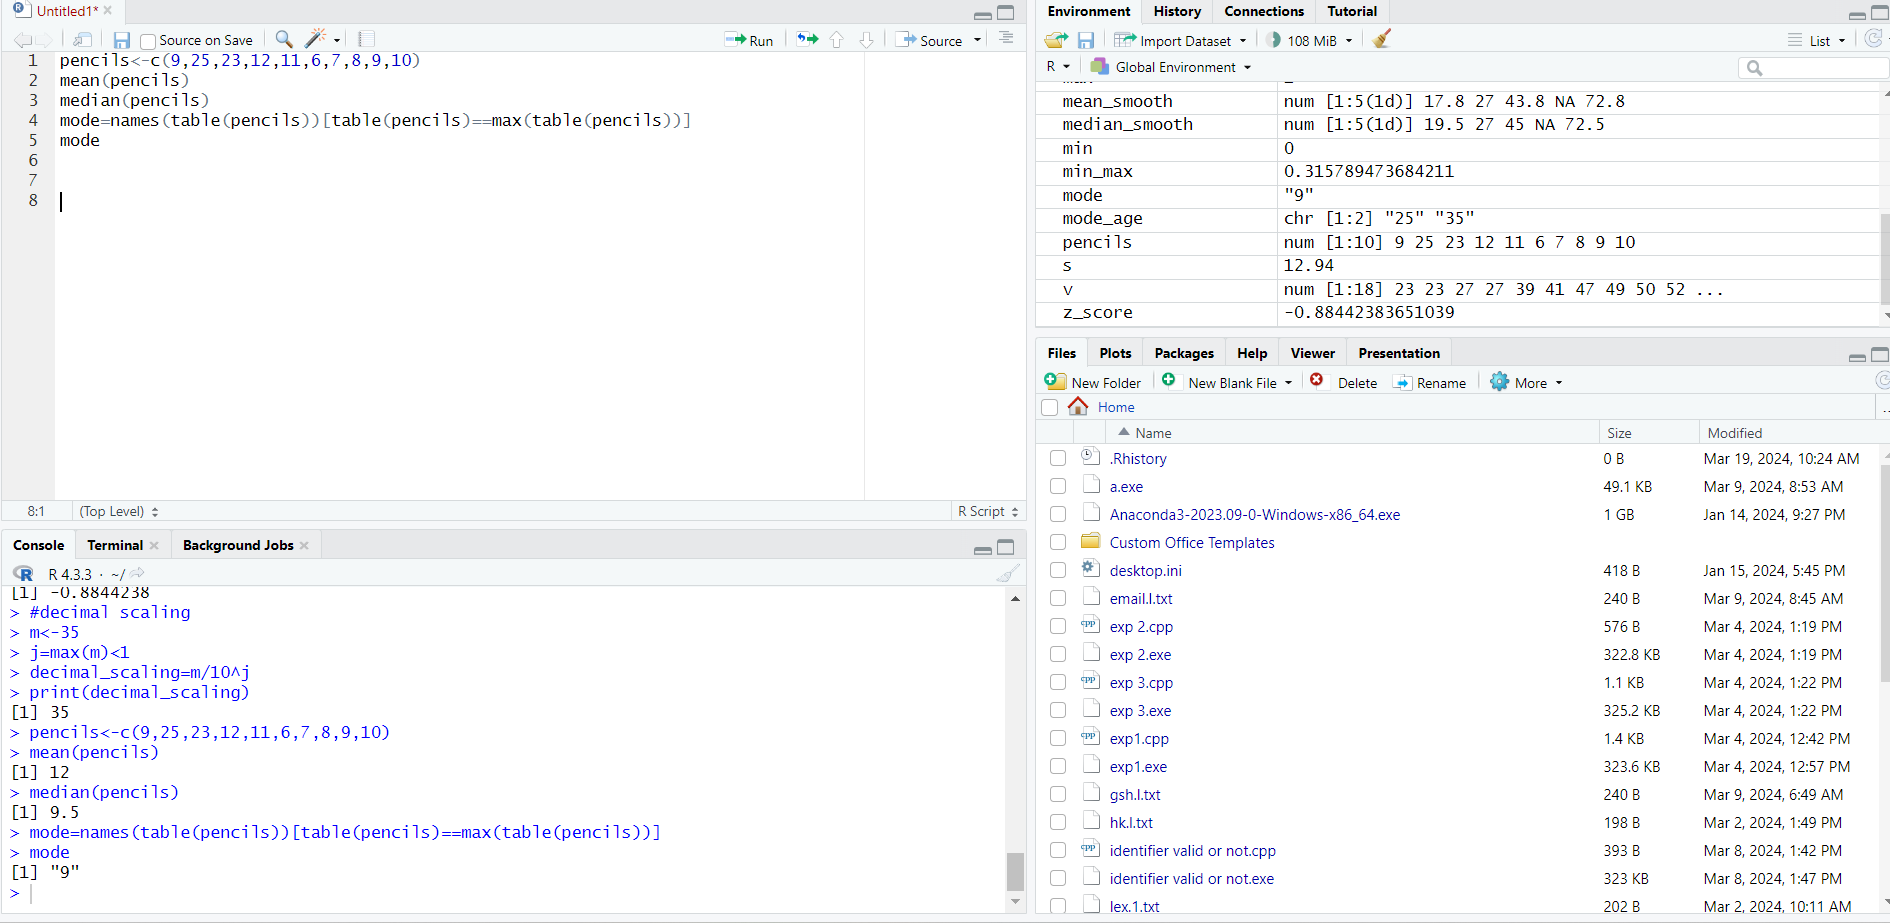 Untitled1*
Source on Save
Run
Source
1 pencils<-c(9,25,23,12,11,6,7,8,9,10)
2 mean(pencils)
3 median(pencils)
4 mode=names(table(pencils))[table(pencils)==max(table(pencils))]
5 mode
6
7
8
8:1 (Top Level) R Script
Console Terminal Background Jobs
R 4.3.3 · ~/
[1] -0.8844238
> #decimal scaling
> m<-35
> j=max(m)<1
> decimal_scaling=m/10^j
> print(decimal_scaling)
[1] 35
> pencils<-c(9,25,23,12,11,6,7,8,9,10)
> mean(pencils)
[1] 12
> median(pencils)
[1] 9.5
> mode=names(table(pencils))[table(pencils)==max(table(pencils))]
> mode
[1] "9"
>
Environment History Connections Tutorial
Import Dataset 108 MiB List
R Global Environment
mean_smooth num [1:5(1d)] 17.8 27 43.8 NA 72.8
median_smooth num [1:5(1d)] 19.5 27 45 NA 72.5
min 0
min_max 0.315789473684211
mode "9"
mode_age chr [1:2] "25" "35"
pencils num [1:10] 9 25 23 12 11 6 7 8 9 10
s 12.94
v num [1:18] 23 23 27 27 39 41 47 49 50 52 ...
z_score -0.88442383651039
Files Plots Packages Help Viewer Presentation
New Folder New Blank File Delete Rename More
Home
Name Size Modified
.Rhistory 0 B Mar 19, 2024, 10:24 AM
a.exe 49.1 KB Mar 9, 2024, 8:53 AM
Anaconda3-2023.09-0-Windows-x86_64.exe 1 GB Jan 14, 2024, 9:27 PM
Custom Office Templates
desktop.ini 418 B Jan 15, 2024, 5:45 PM
email.l.txt 240 B Mar 9, 2024, 8:45 AM
exp 2.cpp 576 B Mar 4, 2024, 1:19 PM
exp 2.exe 322.8 KB Mar 4, 2024, 1:19 PM
exp 3.cpp 1.1 KB Mar 4, 2024, 1:22 PM
exp 3.exe 325.2 KB Mar 4, 2024, 1:22 PM
exp1.cpp 1.4 KB Mar 4, 2024, 12:42 PM
exp1.exe 323.6 KB Mar 4, 2024, 12:57 PM
gsh.l.txt 240 B Mar 9, 2024, 6:49 AM
hk.l.txt 198 B Mar 2, 2024, 1:49 PM
identifier valid or not.cpp 393 B Mar 8, 2024, 1:42 PM
identifier valid or not.exe 323 KB Mar 8, 2024, 1:47 PM
lex.1.txt 202 B Mar 2, 2024, 10:11 AM